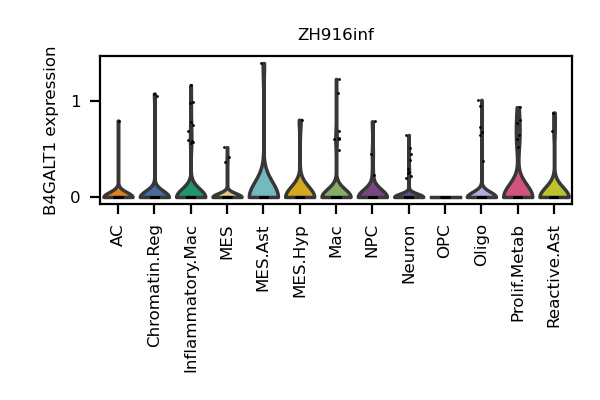 ZH916inf
B4GALT1 expression
1
0
AC
Chromatin.Reg
Inflammatory.Mac
MES
MES.Ast
MES.Hyp
Mac
NPC
Neuron
OPC
Oligo
Prolif.Metab
Reactive.Ast